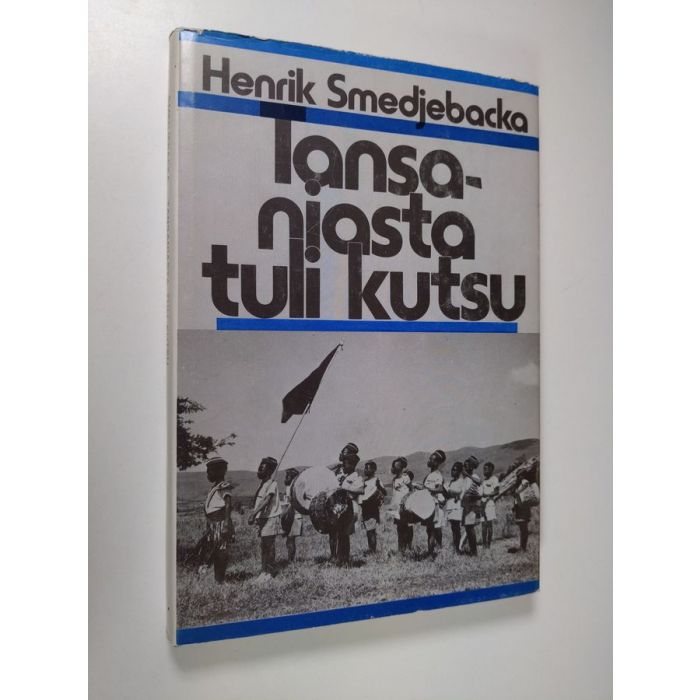 Henrik Smedjebacka
Tansa-
niasta
tuli kutsu